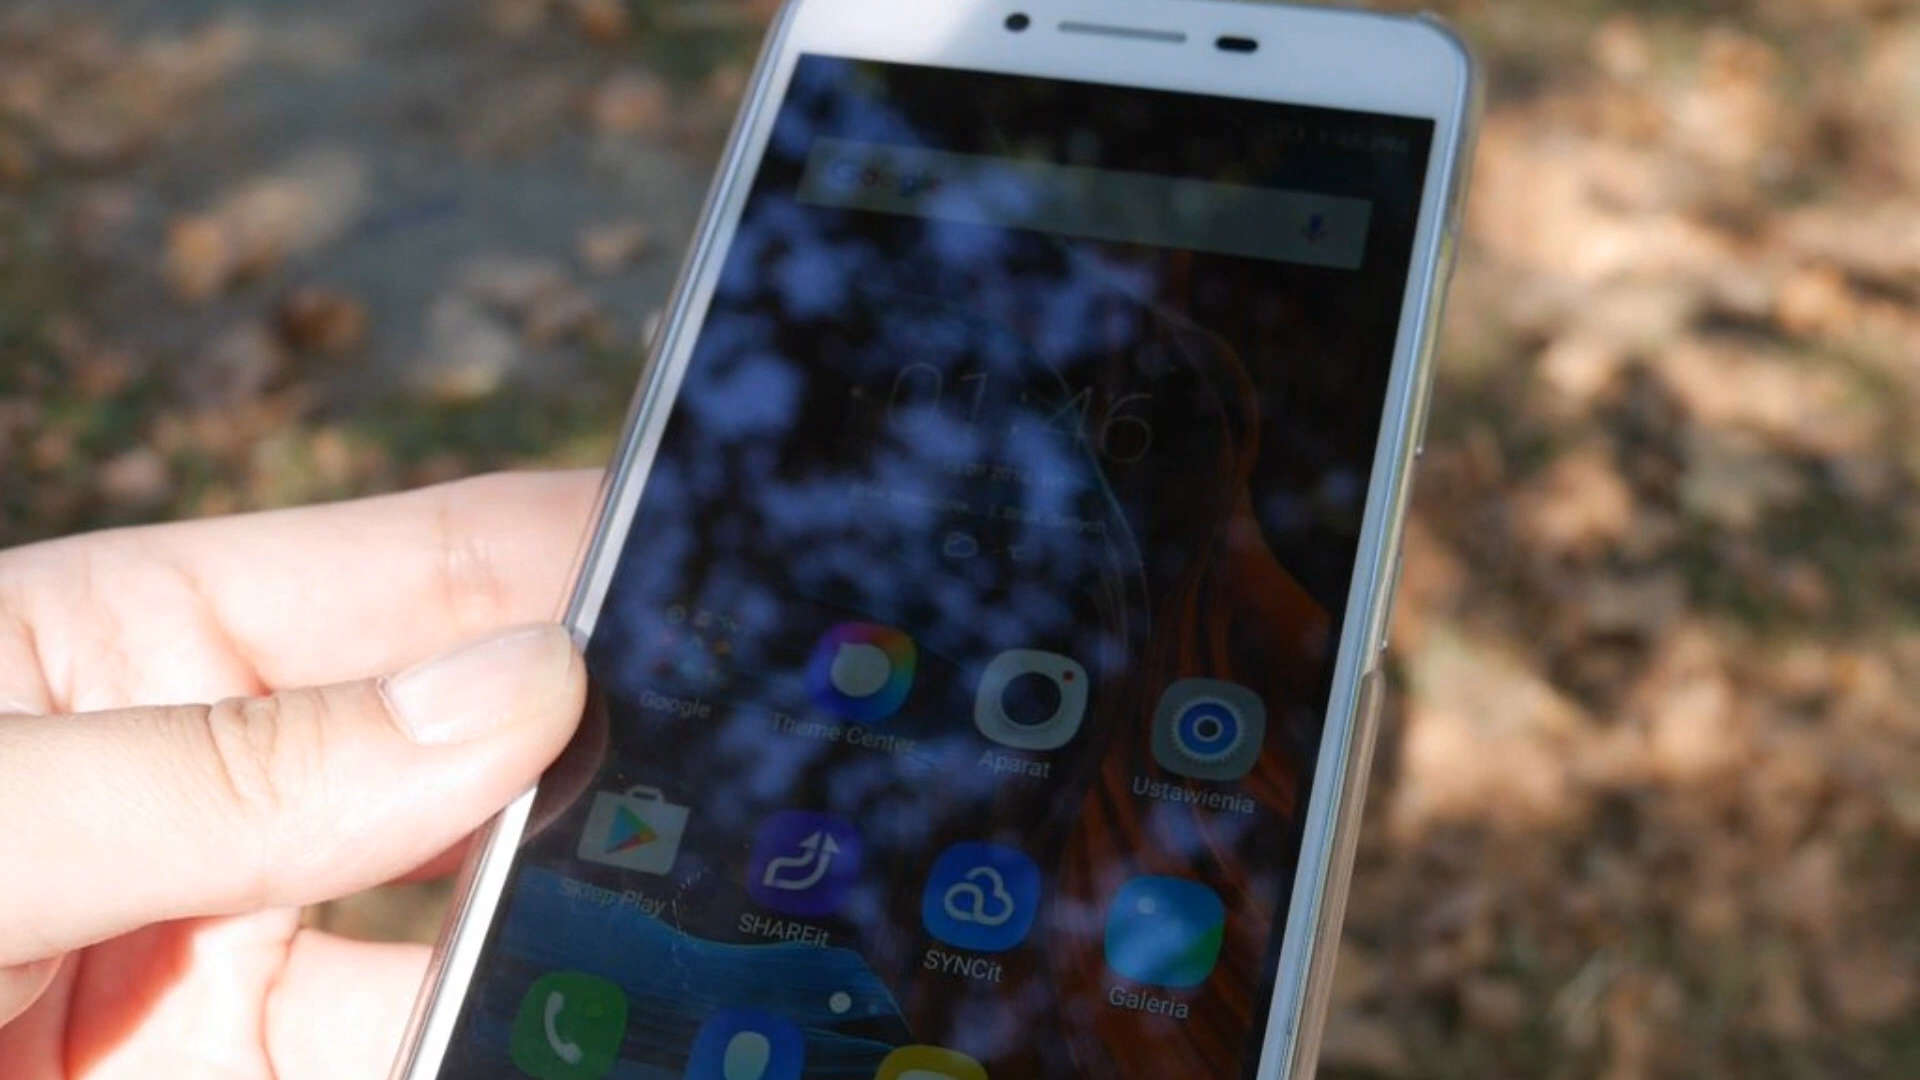 Google
01:46
Google
Theme Center
Aparat
Ustawienia
Sklep Play
SHAREit
SYNCit
Galeria